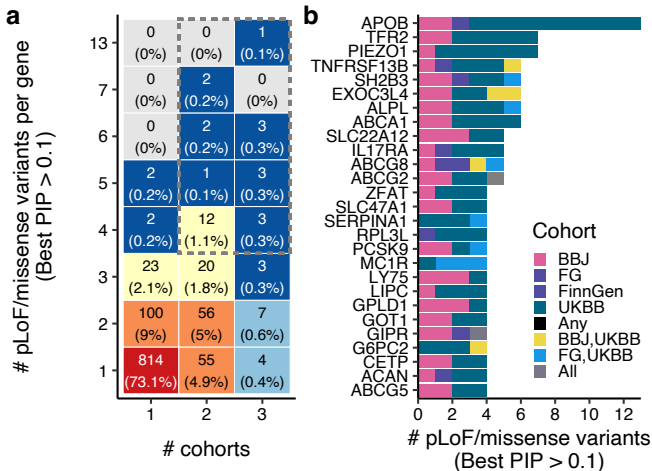 a
# pLoF/missense variants per gene
(Best PIP > 0.1)
13
0
(0%)
0
(0%)
1
(0.1%)
7
0
(0%)
2
(0.2%)
0
(0%)
6
0
(0%)
2
(0.2%)
3
(0.3%)
5
2
(0.2%)
1
(0.1%)
3
(0.3%)
4
2
(0.2%)
12
(1.1%)
3
(0.3%)
3
23
(2.1%)
20
(1.8%)
3
(0.3%)
2
100
(9%)
56
(5%)
7
(0.6%)
1
814
(73.1%)
55
(4.9%)
4
(0.4%)
1 2 3
# cohorts
b
APOB
TFR2
PIEZO1
TNFRSF13B
SH2B3
EXOC3L4
ALPL
ABCA1
SLC22A12
IL17RA
ABCG8
ABCG2
ZFAT
SLC47A1
SERPINA1
RPL3L
PCSK9
MC1R
LY75
LIPC
GPLD1
GOT1
GIPR
G6PC2
CETP
ACAN
ABCG5
Cohort
BBJ
FG
FinnGen
UKBB
Any
BBJ,UKBB
FG,UKBB
All
0 2 4 6 8 10 12
# pLoF/missense variants
(Best PIP > 0.1)